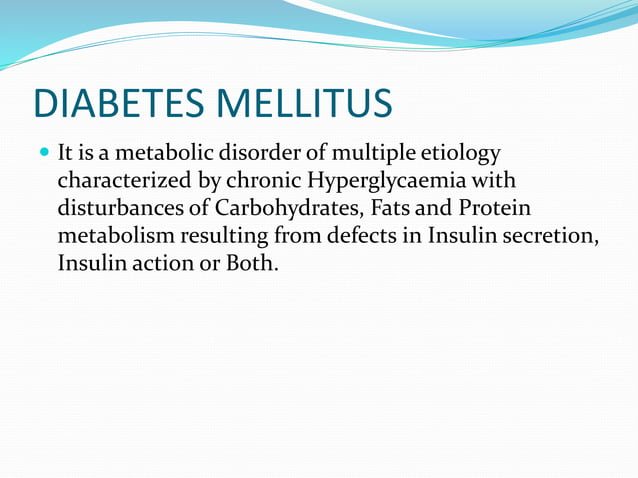 DIABETES MELLITUS
It is a metabolic disorder of multiple etiology
characterized by chronic Hyperglycaemia with
disturbances of Carbohydrates, Fats and Protein
metabolism resulting from defects in Insulin secretion,
Insulin action or Both.